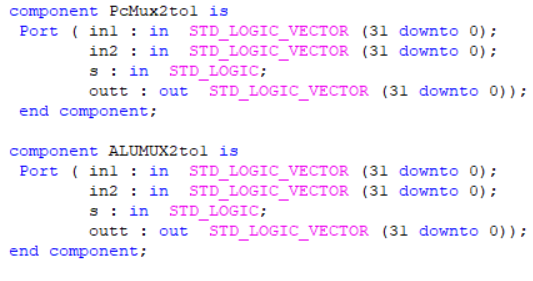 component PcMux2to1 is
Port ( in1 : in STD_LOGIC_VECTOR (31 downto 0);
in2 : in STD_LOGIC_VECTOR (31 downto 0);
s : in STD_LOGIC;
outt : out STD_LOGIC_VECTOR (31 downto 0));
end component;
component ALUMUX2to1 is
Port ( in1 : in STD_LOGIC_VECTOR (31 downto 0);
in2 : in STD_LOGIC_VECTOR (31 downto 0);
s : in STD_LOGIC;
outt : out STD_LOGIC_VECTOR (31 downto 0));
end component;